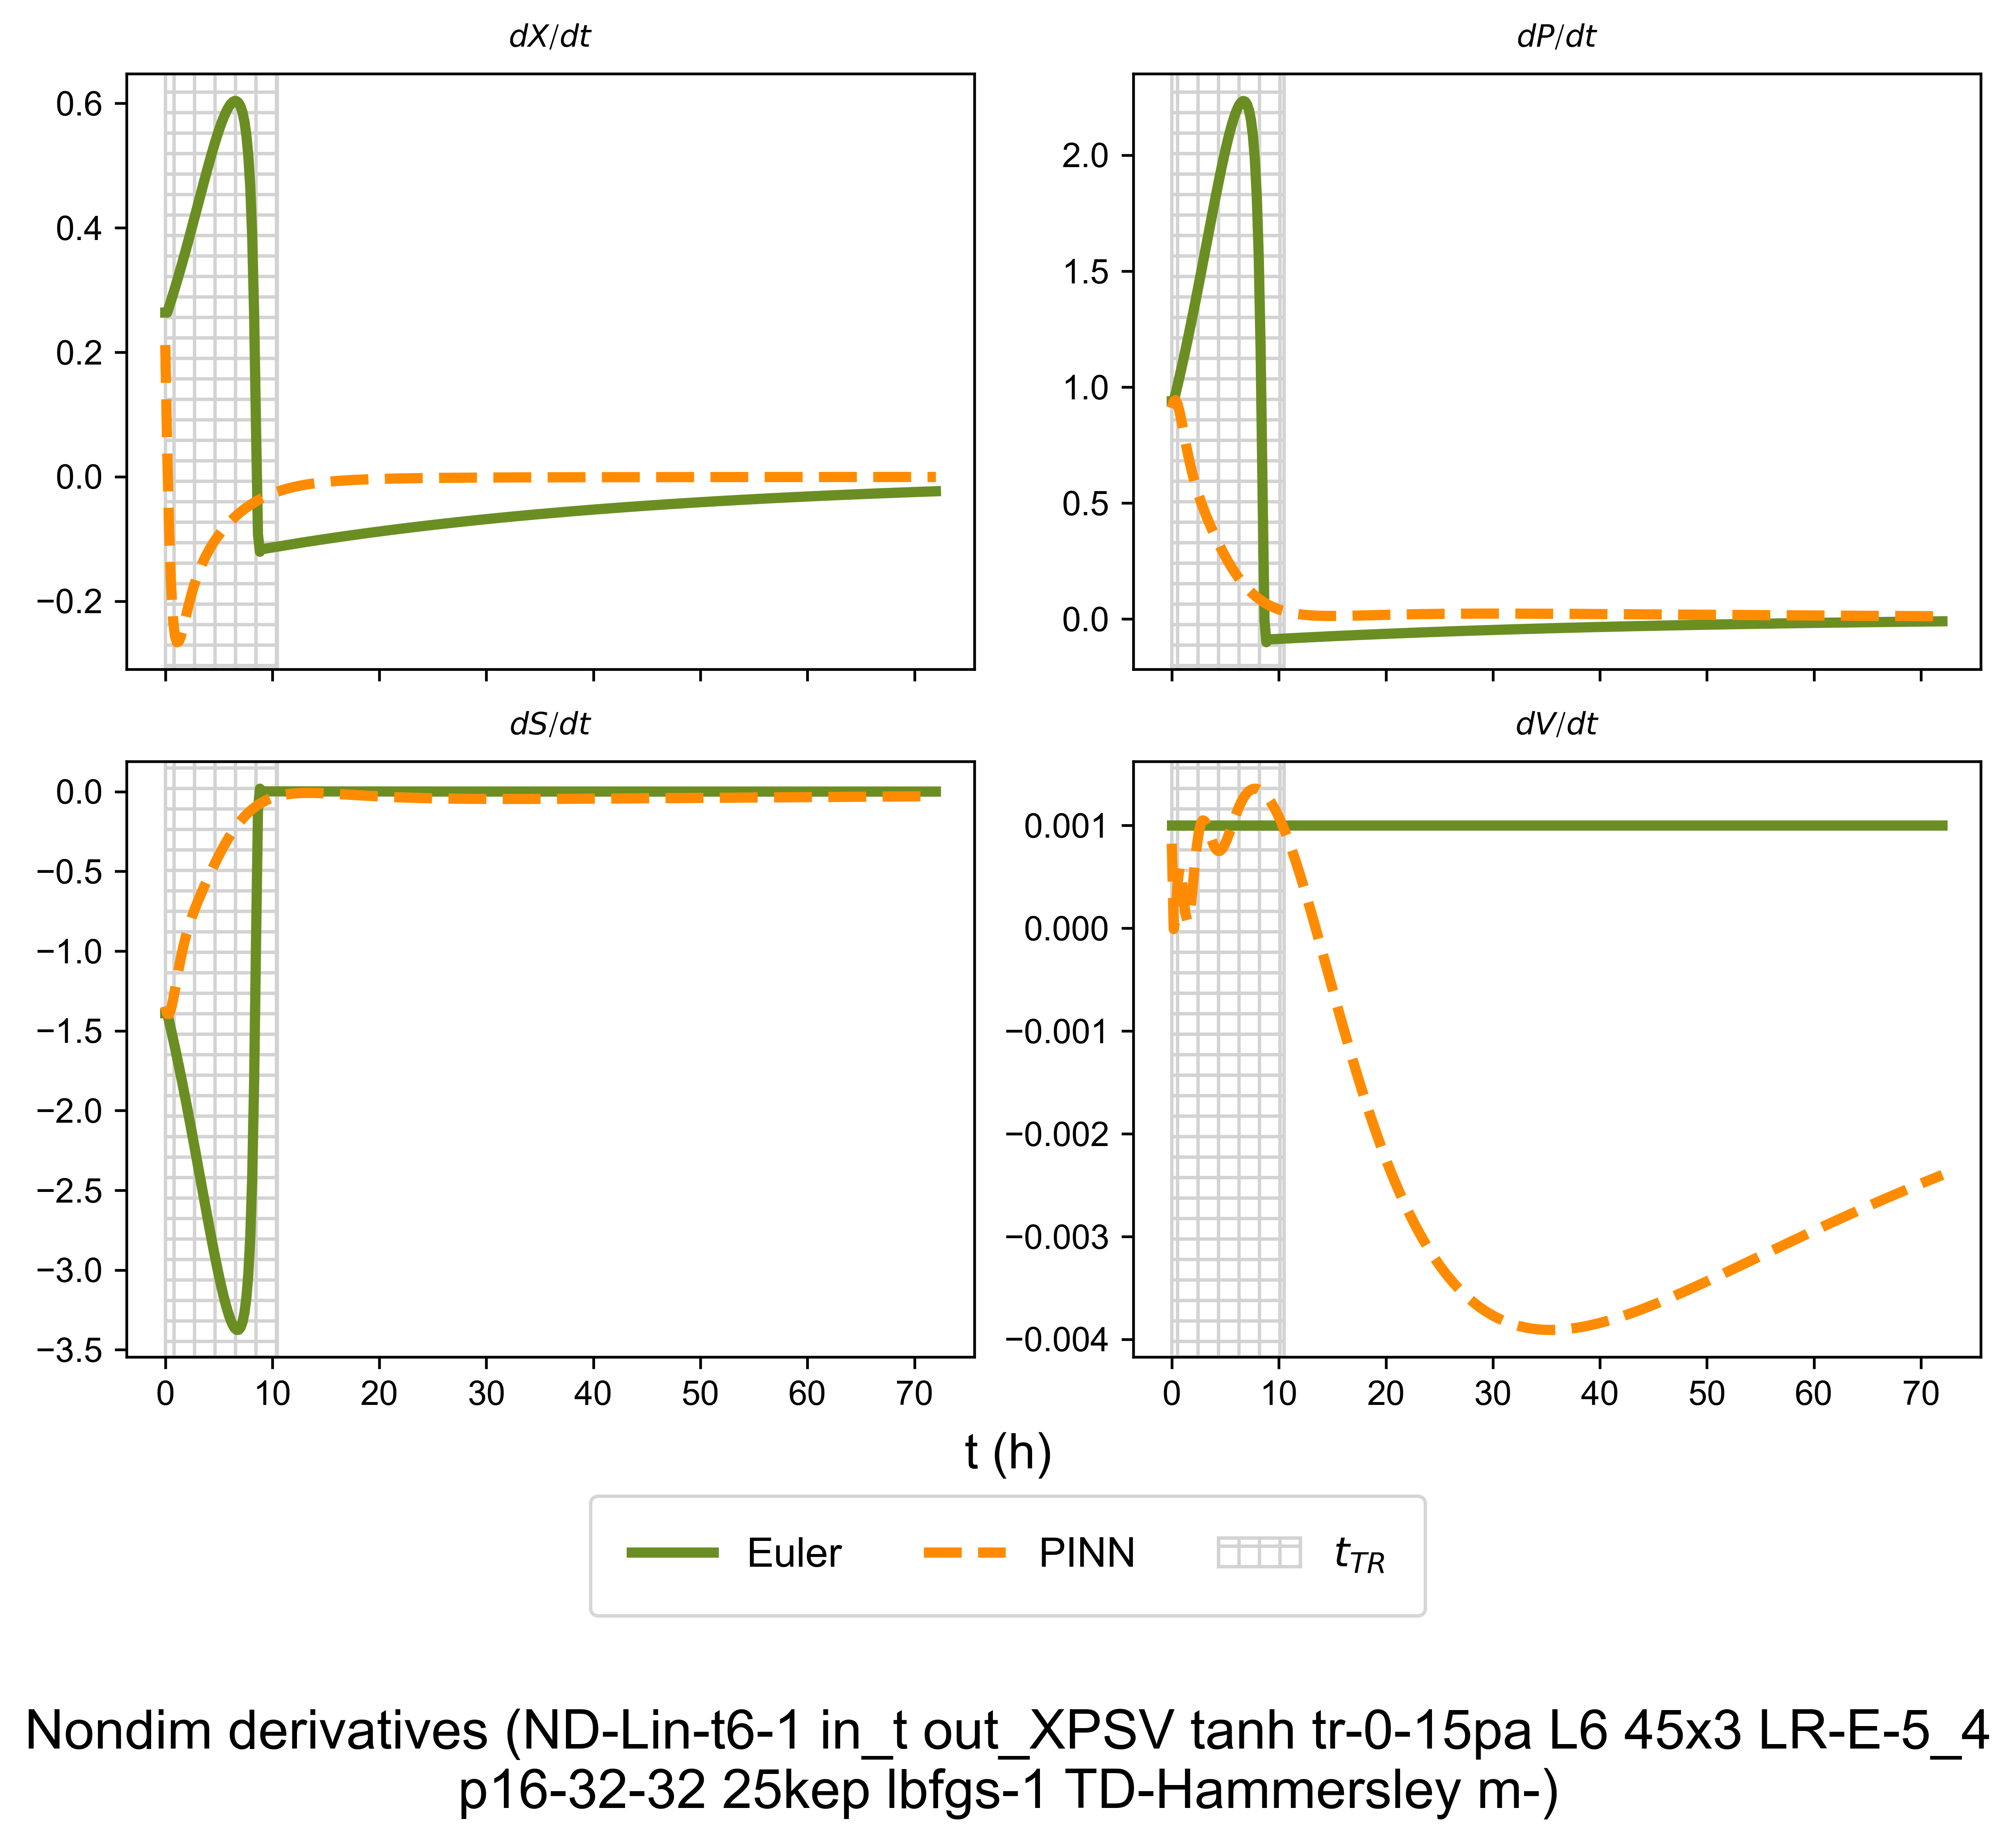 dX/dt
dP/dt
0.6
0.4
0.2
0.0
−0.2
2.0
1.5
1.0
0.5
0.0
dS/dt
dV/dt
0.0
−0.5
−1.0
−1.5
−2.0
−2.5
−3.0
−3.5
0 10 20 30 40 50 60 70
0.001
0.000
−0.001
−0.002
−0.003
−0.004
0 10 20 30 40 50 60 70
t (h)
Euler PINN t_TR
Nondim derivatives (ND-Lin-t6-1 in_t out_XPSV tanh tr-0-15pa L6 45x3 LR-E-5_4
p16-32-32 25kep lbfgs-1 TD-Hammersley m-)